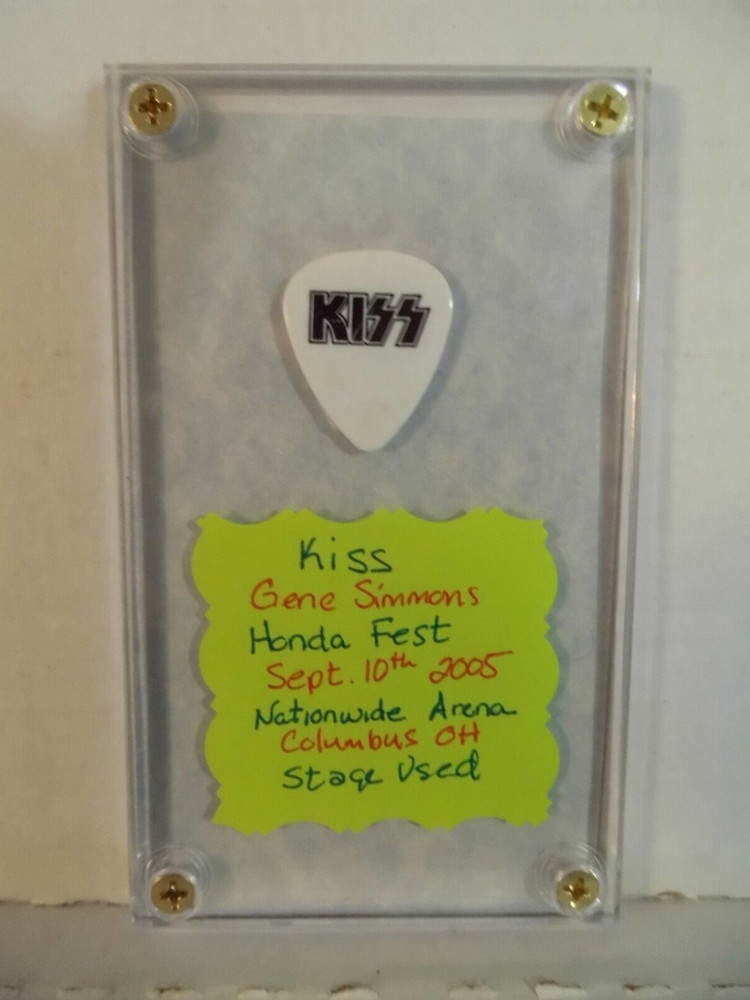 KISS
Kiss
Gene Simmons
Honda Fest
Sept. 10th 2005
Nationwide Arena
Columbus OH
Stage Used